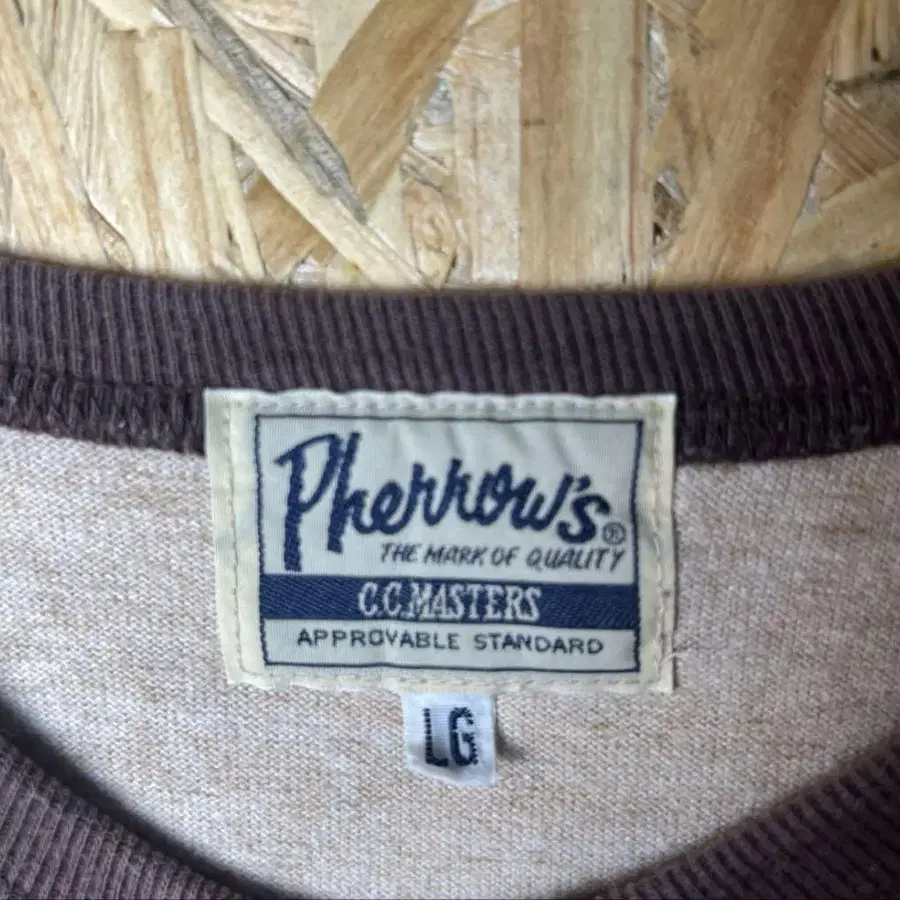 Pherrow's®
THE MARK OF QUALITY
C.C.MASTERS
APPROVABLE STANDARD
LG